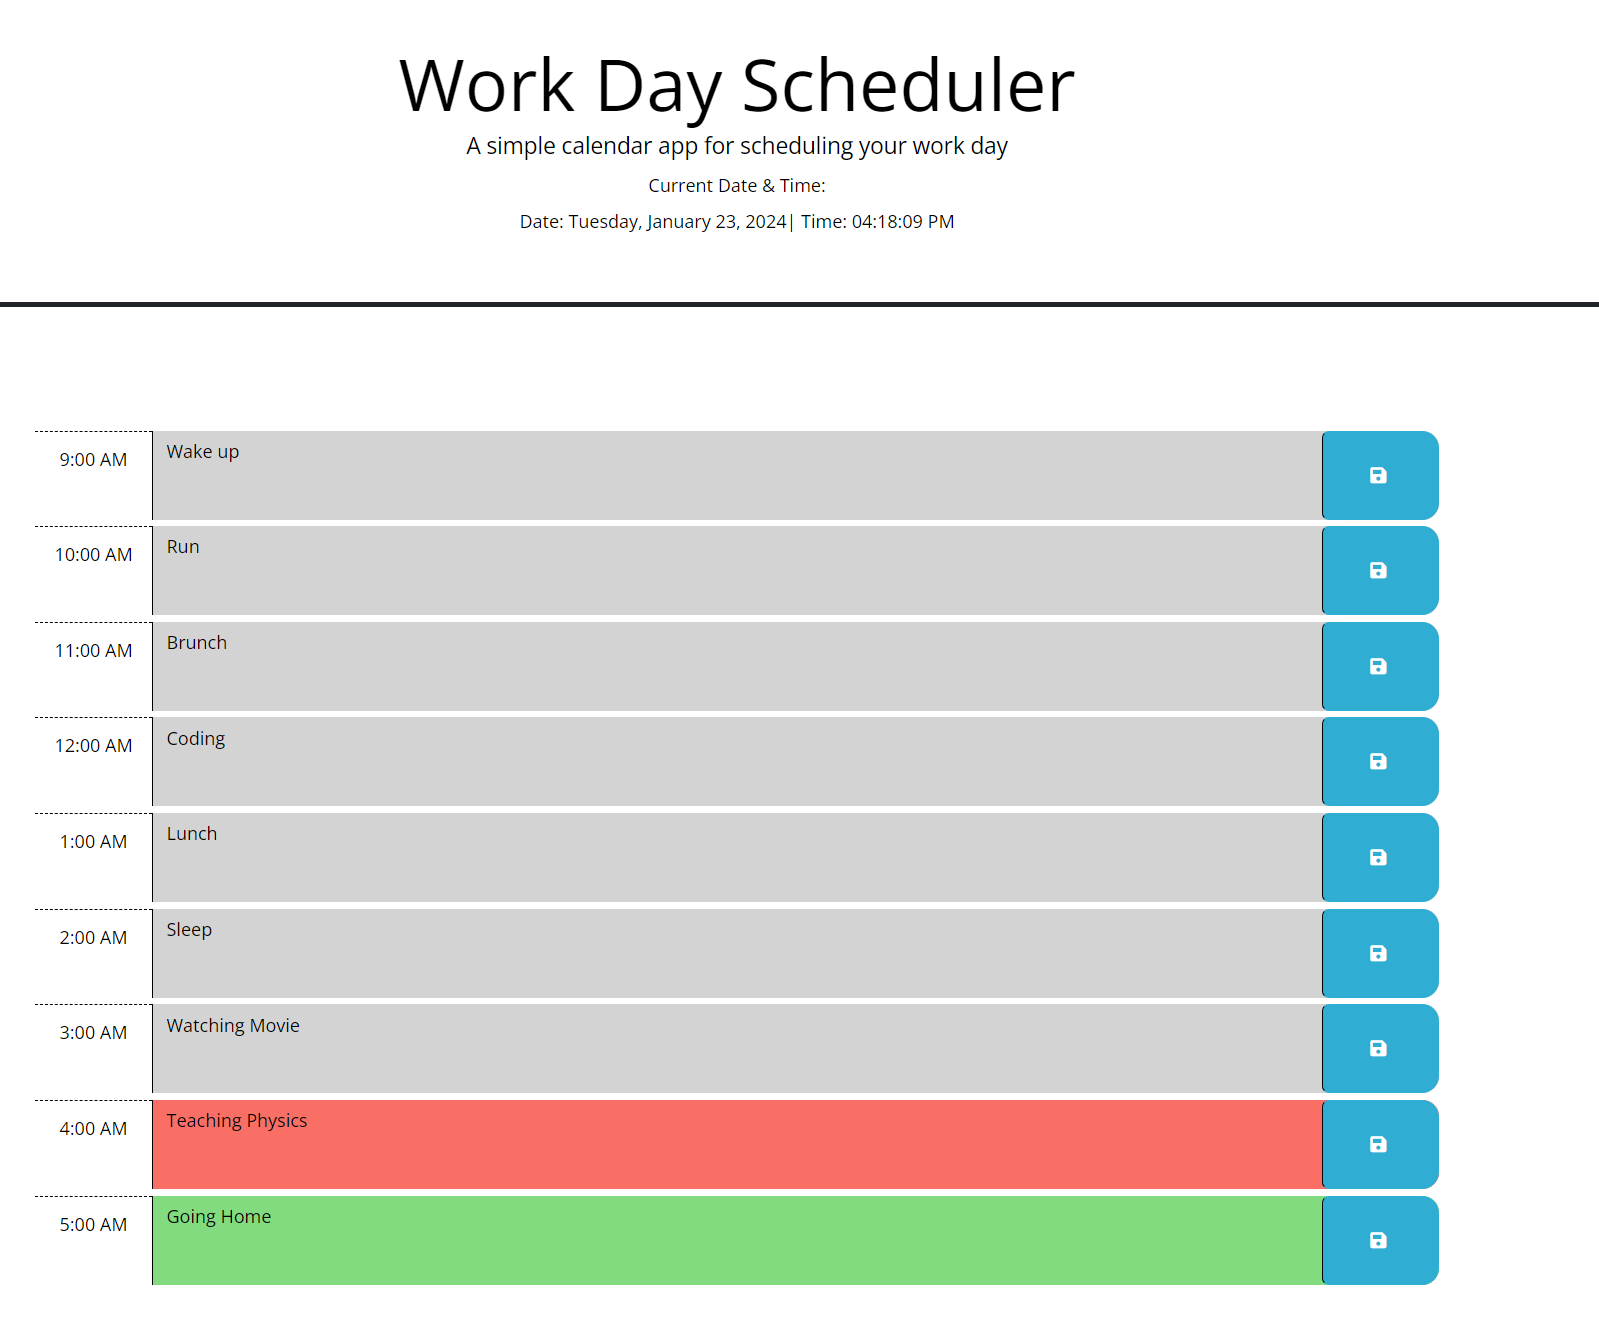 Work Day Scheduler
A simple calendar app for scheduling your work day
Current Date & Time:
Date: Tuesday, January 23, 2024| Time: 04:18:09 PM
9:00 AM
Wake up
10:00 AM
Run
11:00 AM
Brunch
12:00 AM
Coding
1:00 AM
Lunch
2:00 AM
Sleep
3:00 AM
Watching Movie
4:00 AM
Teaching Physics
5:00 AM
Going Home